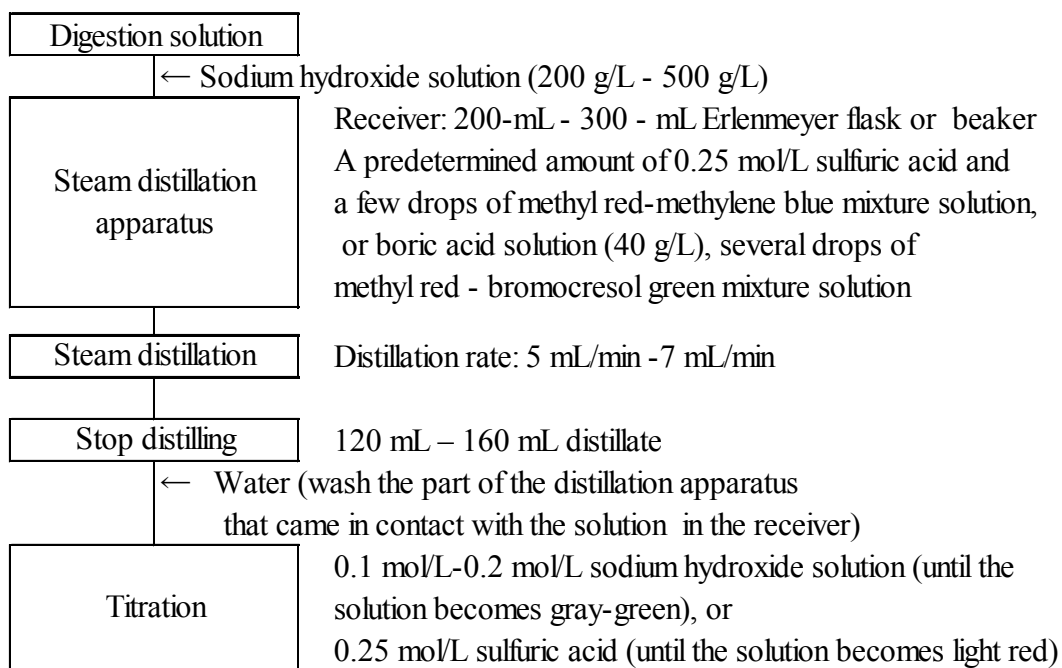 Digestion solution
← Sodium hydroxide solution (200 g/L - 500 g/L)
Steam distillation
apparatus
Receiver: 200-mL - 300 - mL Erlenmeyer flask or beaker
A predetermined amount of 0.25 mol/L sulfuric acid and
a few drops of methyl red-methylene blue mixture solution,
or boric acid solution (40 g/L), several drops of
methyl red - bromocresol green mixture solution
Steam distillation
Distillation rate: 5 mL/min -7 mL/min
Stop distilling
120 mL – 160 mL distillate
← Water (wash the part of the distillation apparatus
that came in contact with the solution in the receiver)
Titration
0.1 mol/L-0.2 mol/L sodium hydroxide solution (until the
solution becomes gray-green), or
0.25 mol/L sulfuric acid (until the solution becomes light red)